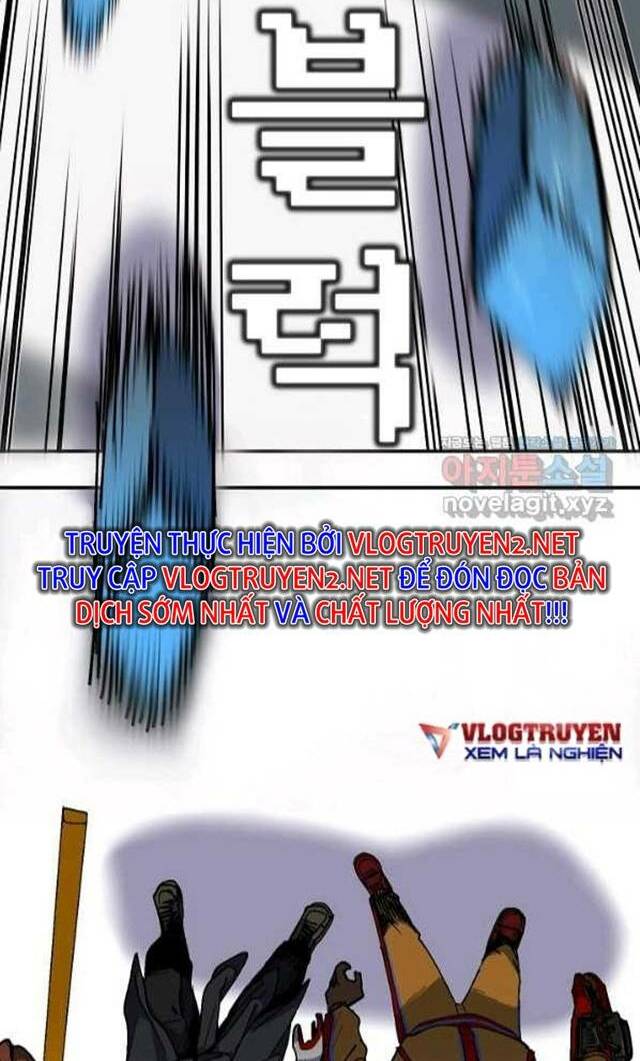 블
럭
아지툰소설
novelagit.xyz
TRUYỆN THỰC HIỆN BỞI VLOGTRUYEN2.NET
TRUY CẬP VLOGTRUYEN2.NET ĐỂ ĐÓN ĐỌC BẢN
DỊCH SỚM NHẤT VÀ CHẤT LƯỢNG NHẤT!!!
VLOGTRUYEN
XEM LÀ NGHIỆN